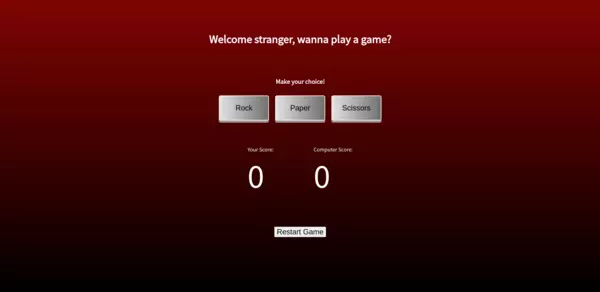 Welcome stranger, wanna play a game?
Make your choice!
Rock Paper Scissors
Your Score: Computer Score:
0 0
Restart Game